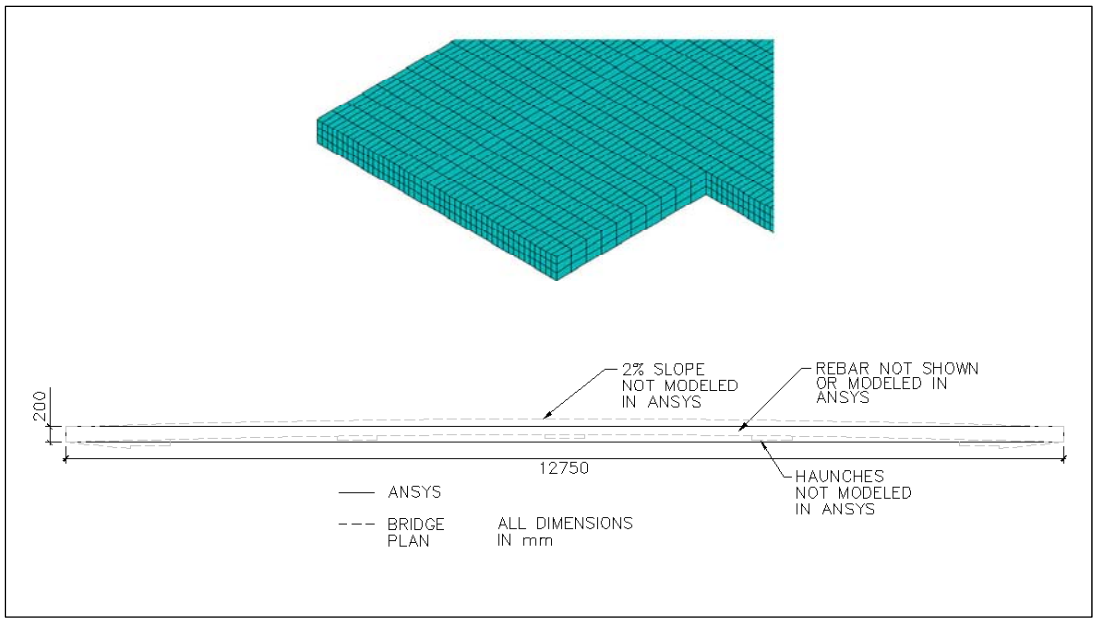 2% SLOPE
NOT MODELED
IN ANSYS
REBAR NOT SHOWN
OR MODELED IN
ANSYS
200
12750
HAUNCHES
NOT MODELED
IN ANSYS
ANSYS
BRIDGE
PLAN
ALL DIMENSIONS
IN mm